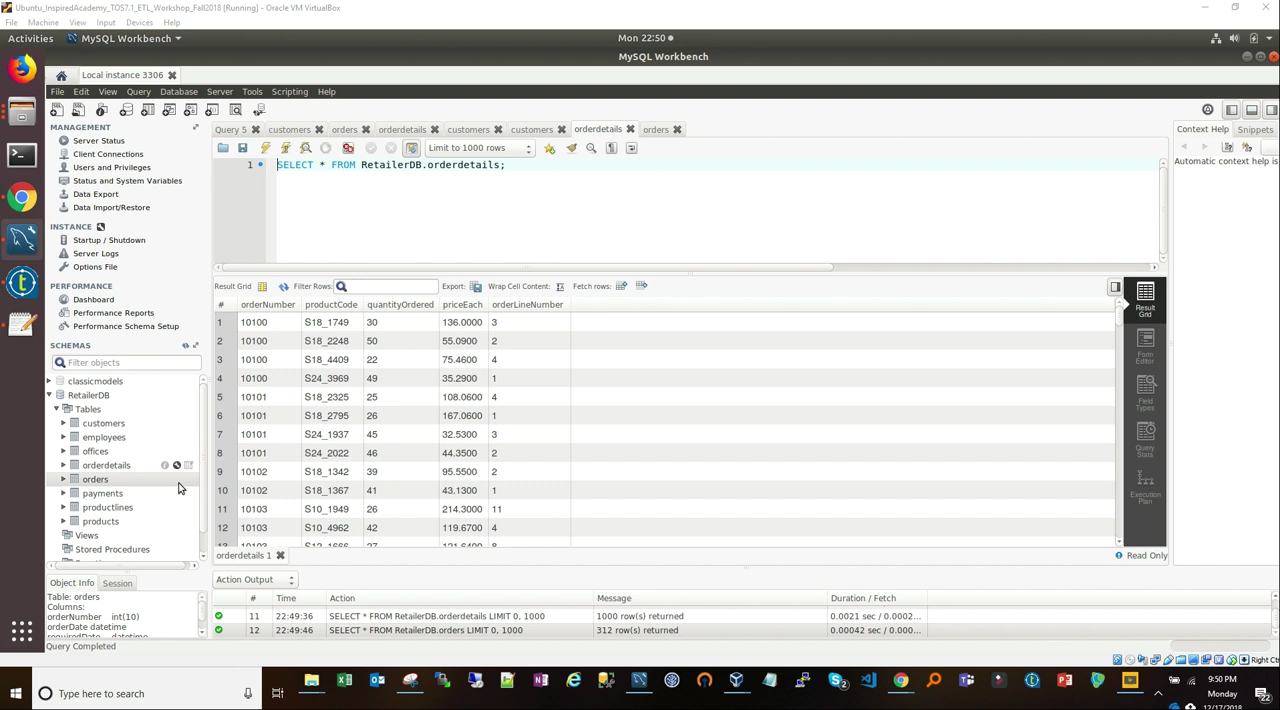 Ubuntu_InspiredAcademy_TOS7.1_ETL_Workshop_Fall2018 [Running] - Oracle VM VirtualBox
File Machine View Input Devices Help
Activities MySQL Workbench Mon 22:50
MySQL Workbench
Local instance 3306
File Edit View Query Database Server Tools Scripting Help
MANAGEMENT
Server Status
Client Connections
Users and Privileges
Status and System Variables
Data Export
Data Import/Restore
INSTANCE
Startup / Shutdown
Server Logs
Options File
PERFORMANCE
Dashboard
Performance Reports
Performance Schema Setup
SCHEMAS
Filter objects
classicmodels
RetailerDB
Tables
customers
employees
offices
orderdetails
orders
payments
productlines
products
Views
Stored Procedures
Object Info Session
Table: orders
Columns:
orderNumber int(10)
orderDate datetime
requiredDate datetime
Query Completed
Query 5 customers orders orderdetails customers customers orderdetails orders
Limit to 1000 rows
1 SELECT * FROM RetailerDB.orderdetails;
Result Grid Filter Rows: Export: Wrap Cell Content: Fetch rows:
# orderNumber productCode quantityOrdered priceEach orderLineNumber
1 10100 S18_1749 30 136.0000 3
2 10100 S18_2248 50 55.0900 2
3 10100 S18_4409 22 75.4600 4
4 10100 S24_3969 49 35.2900 1
5 10101 S18_2325 25 108.0600 4
6 10101 S18_2795 26 167.0600 1
7 10101 S24_1937 45 32.5300 3
8 10101 S24_2022 46 44.3500 2
9 10102 S18_1342 39 95.5500 2
10 10102 S18_1367 41 43.1300 1
11 10103 S10_1949 26 214.3000 11
12 10103 S10_4962 42 119.6700 4
13 10103 S12_1666 27 121.6400 8
orderdetails 1
Read Only
Result Grid
Form Editor
Field Types
Query Stats
Execution Plan
Context Help Snippets
Automatic context help is
Action Output
# Time Action Message Duration / Fetch
11 22:49:36 SELECT * FROM RetailerDB.orderdetails LIMIT 0, 1000 1000 row(s) returned 0.0021 sec / 0.0002...
12 22:49:46 SELECT * FROM RetailerDB.orders LIMIT 0, 1000 312 row(s) returned 0.00042 sec / 0.000...
Right Ct
Type here to search
9:50 PM
Monday
12/17/2018
2
22